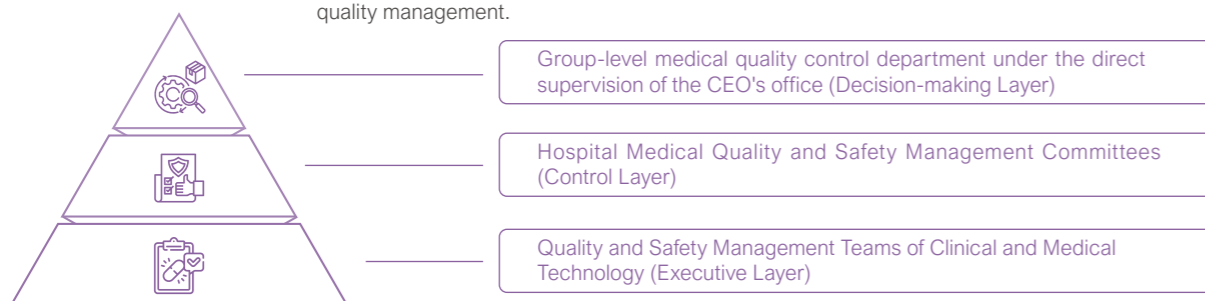 quality management.
Group-level medical quality control department under the direct
supervision of the CEO's office (Decision-making Layer)
Hospital Medical Quality and Safety Management Committees
(Control Layer)
Quality and Safety Management Teams of Clinical and Medical
Technology (Executive Layer)